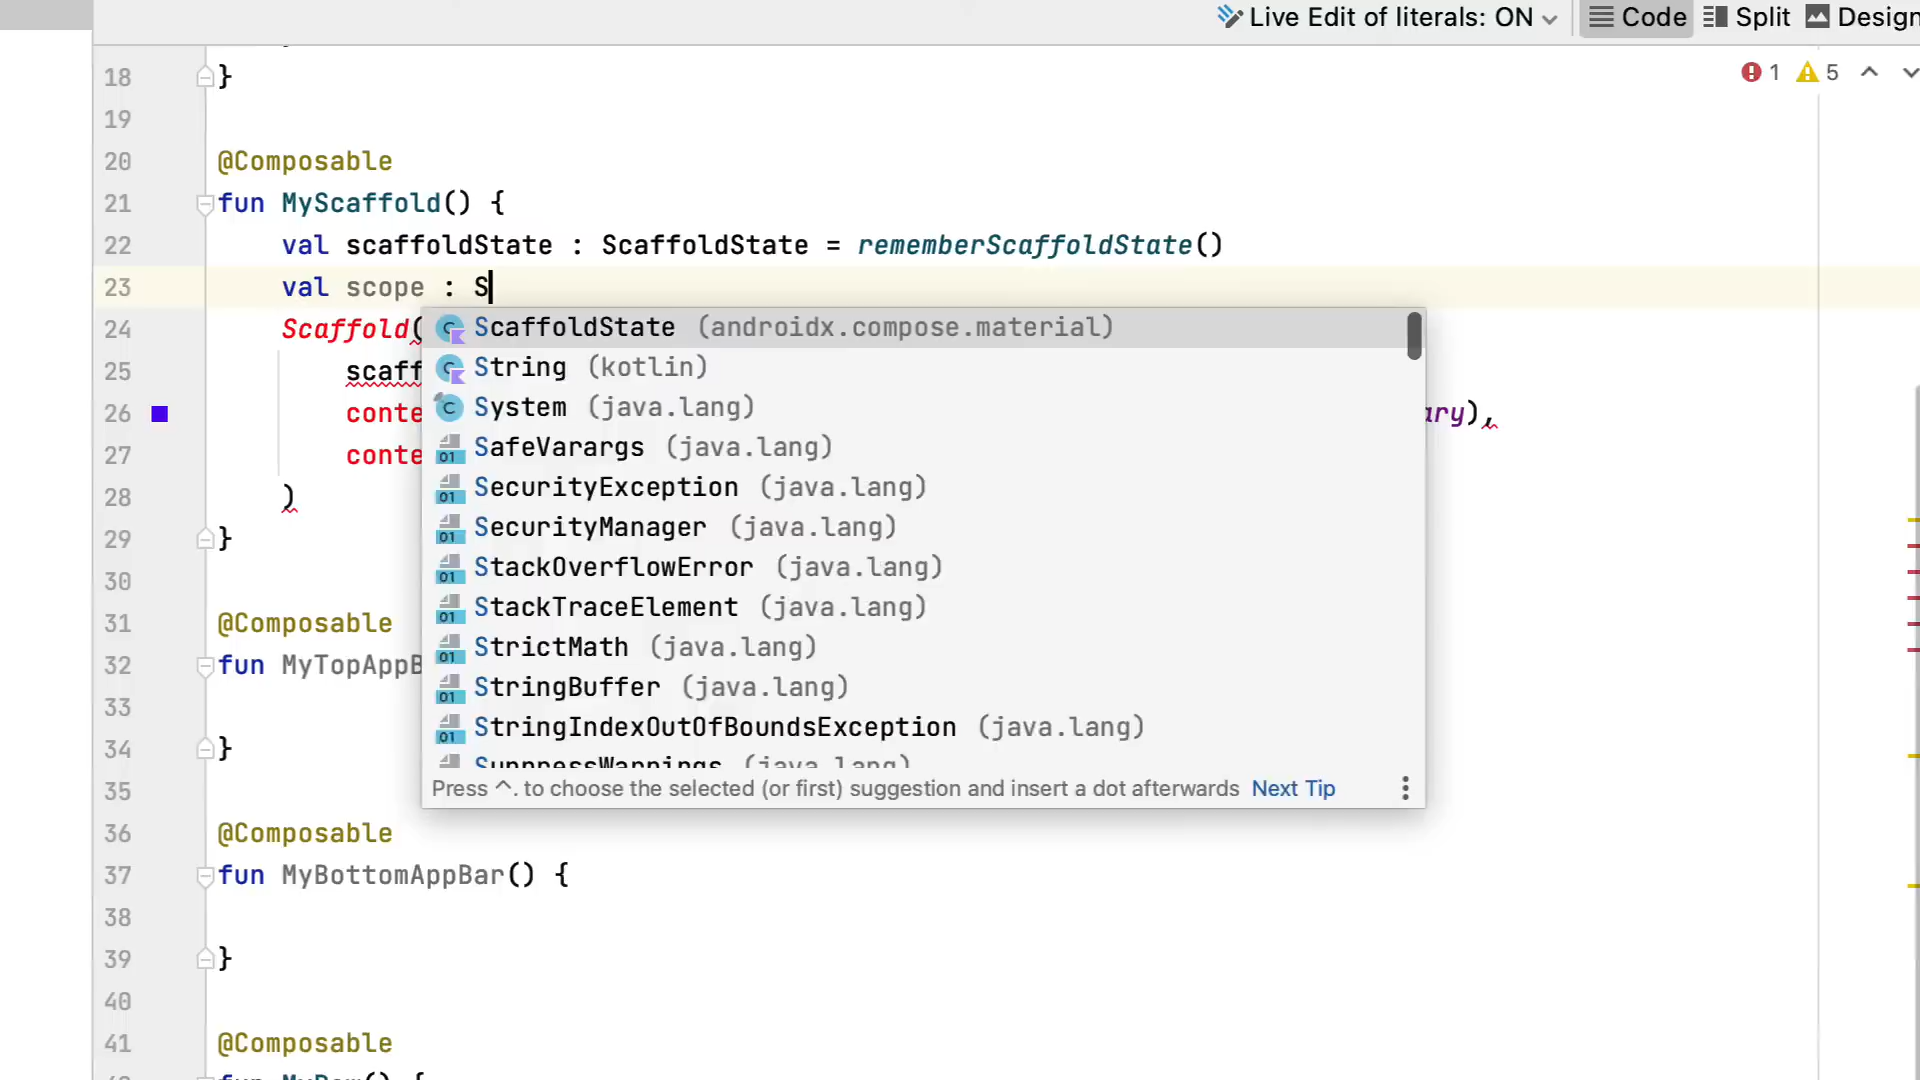 Live Edit of literals: ON
Code
Split
Design
1 5
18 }
19
20 @Composable
21 fun MyScaffold() {
22 val scaffoldState : ScaffoldState = rememberScaffoldState()
23 val scope : S
24 Scaffold(
ScaffoldState (androidx.compose.material)
25 scaff
String (kotlin)
26 conte
System (java.lang)
ary),
27 conte
SafeVarargs (java.lang)
28 )
SecurityException (java.lang)
29 }
SecurityManager (java.lang)
30
StackOverflowError (java.lang)
31 @Composable
StackTraceElement (java.lang)
32 fun MyTopAppB
StrictMath (java.lang)
33
StringBuffer (java.lang)
34 }
StringIndexOutOfBoundsException (java.lang)
SuppressWarnings (java.lang)
35
Press ^. to choose the selected (or first) suggestion and insert a dot afterwards Next Tip
36 @Composable
37 fun MyBottomAppBar() {
38
39 }
40
41 @Composable
fun MyBar() {